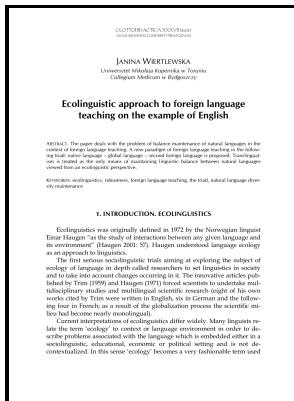 GLOTTODIDACTICA XXXVII
JANINA WIERTLEWSKA
Uniwersytet Mikołaja Kopernika w Toruniu
Collegium Medicum w Bydgoszczy
Ecolinguistic approach to foreign language
teaching on the example of English
ABSTRACT. The paper deals with the problem of balance maintenance of natural languages in the
context of foreign language teaching. A new paradigm of foreign language teaching in the follow-
ing triad: native language – global language – second foreign language is proposed. Translingual-
ism is treated as the only means of maintaining linguistic balance between natural languages
viewed from an ecolinguistic perspective.
KEYWORDS: ecolinguistics, robustness, foreign language teaching, the triad, natural language diver-
sity maintenance
1. INTRODUCTION. ECOLINGUISTICS
Ecolinguistics was originally defined in 1972 by the Norwegian linguist
Einar Haugen "as the study of interactions between any given language and
its environment" (Haugen 2001: 57). Haugen understood language ecology
as an approach to linguistics.
The first serious sociolinguistic trials aiming at exploring the subject of
ecology of language in depth called researchers to set linguistics in society
and to take into account changes occurring in it. The innovative articles pub-
lished by Trim (1959) and Haugen (1971) forced scientists to undertake mul-
tidisciplinary studies and multilingual scientific research (eight of his own
works cited by Trim were written in English, six in German and the follow-
ing four in French; as a result of the globalization process the scientific mi-
lieu had become nearly monolingual).
Current interpretations of ecolinguistics differ widely. Many linguists re-
late the term 'ecology' to context or language environment in order to de-
scribe problems associated with the language which is embedded either in a
sociolinguistic, educational, economic or political setting and is not de-
contextualized. In this sense 'ecology' becomes a very fashionable term used